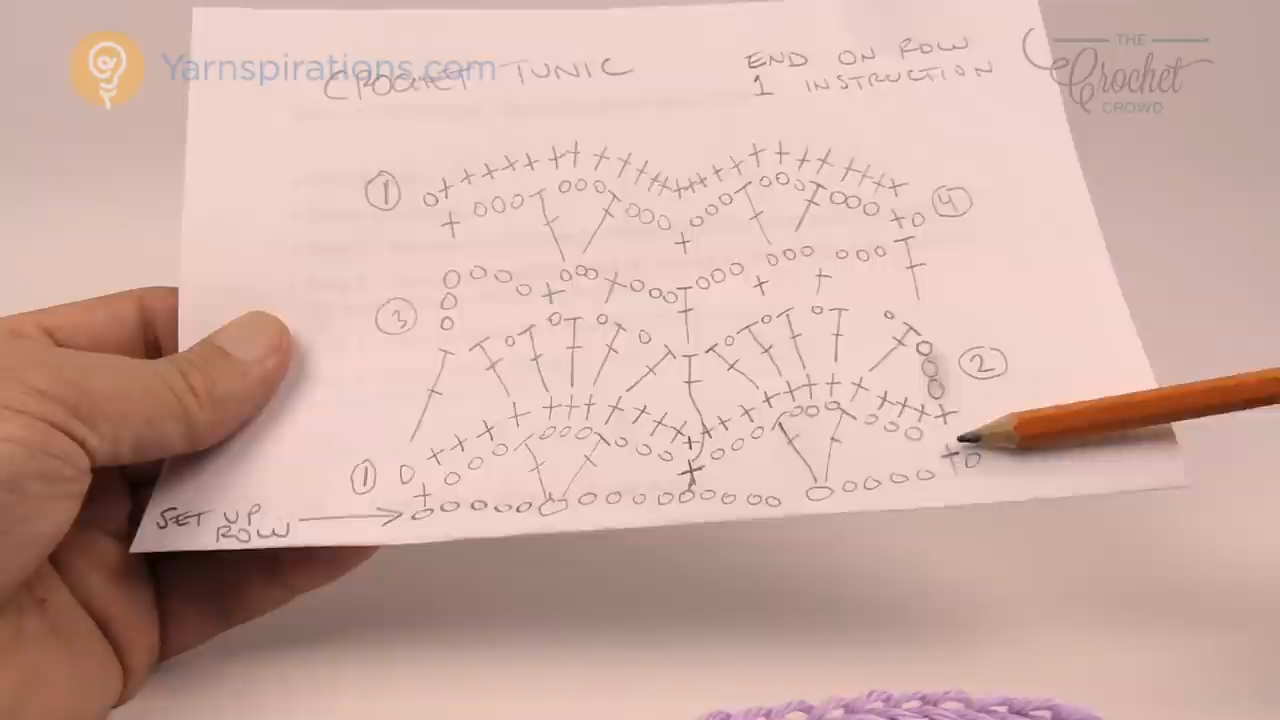 Yarnspirations.com
CROCHET TUNIC
END ON ROW
1 INSTRUCTION
THE
Crochet
CROWD
1
4
3
2
1
SET UP
ROW